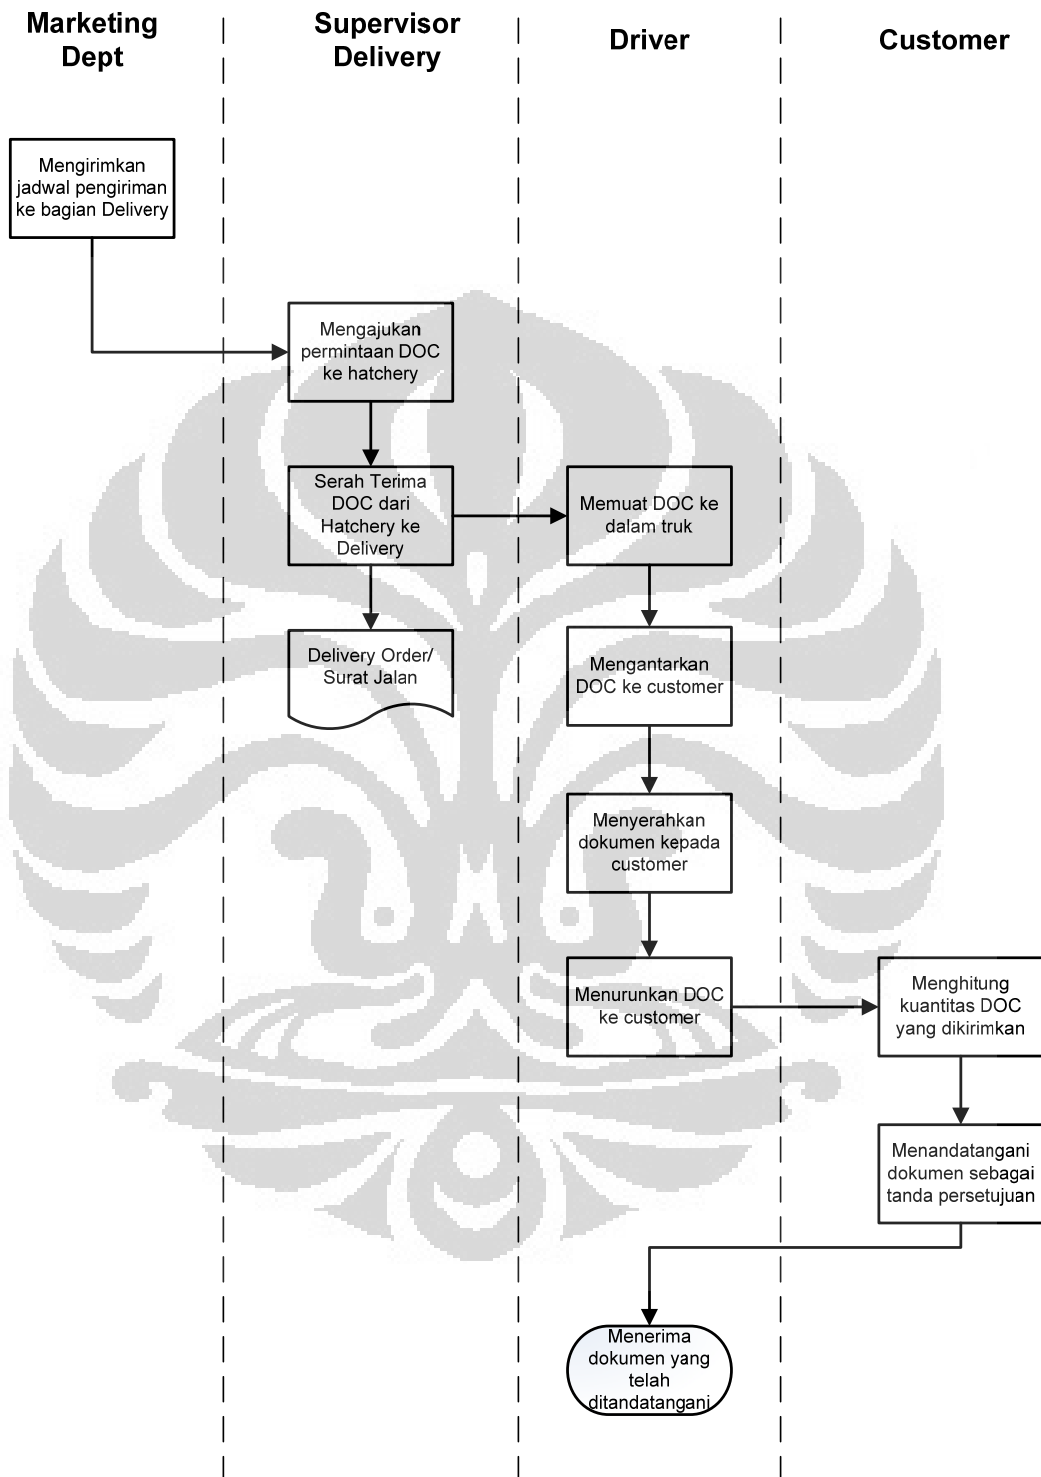 Marketing
Dept
Supervisor
Delivery
Driver
Customer
Mengirimkan
jadwal pengiriman
ke bagian Delivery
Mengajukan
permintaan DOC
ke hatchery
Serah Terima
DOC dari
Hatchery ke
Delivery
Memuat DOC ke
dalam truk
Delivery Order/
Surat Jalan
Mengantarkan
DOC ke customer
Menyerahkan
dokumen kepada
customer
Menurunkan DOC
ke customer
Menghitung
kuantitas DOC
yang dikirimkan
Menandatangani
dokumen sebagai
tanda persetujuan
Menerima
dokumen yang
telah
ditandatangani